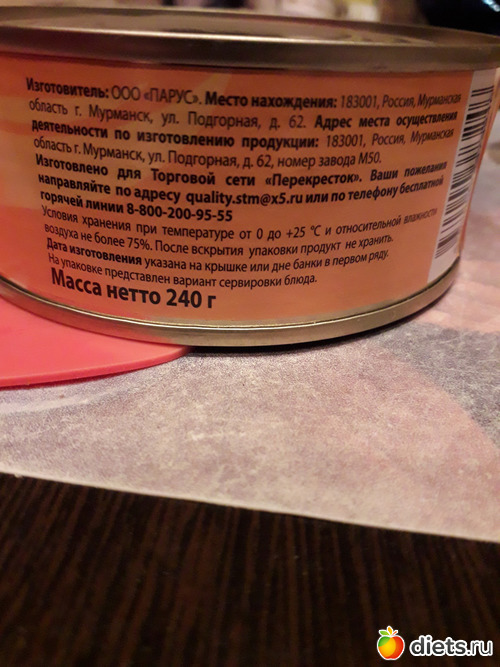 Изготовитель: ООО «ПАРУС». Место нахождения: 183001, Россия, Мурманская
область г. Мурманск, ул. Подгорная, д. 62. Адрес места осуществления
деятельности по изготовлению продукции: 183001, Россия, Мурманская
область г. Мурманск, ул. Подгорная, д. 62, номер завода М50.
Изготовлено для Торговой сети «Перекресток». Ваши пожелания
направляйте по адресу quality.stm@x5.ru или по телефону бесплатной
горячей линии 8-800-200-95-55
Условия хранения при температуре от 0 до +25 °С и относительной влажности
воздуха не более 75%. После вскрытия упаковки продукт не хранить.
Дата изготовления указана на крышке или дне банки в первом ряду.
На упаковке представлен вариант сервировки блюда.
Масса нетто 240 г
diets.ru